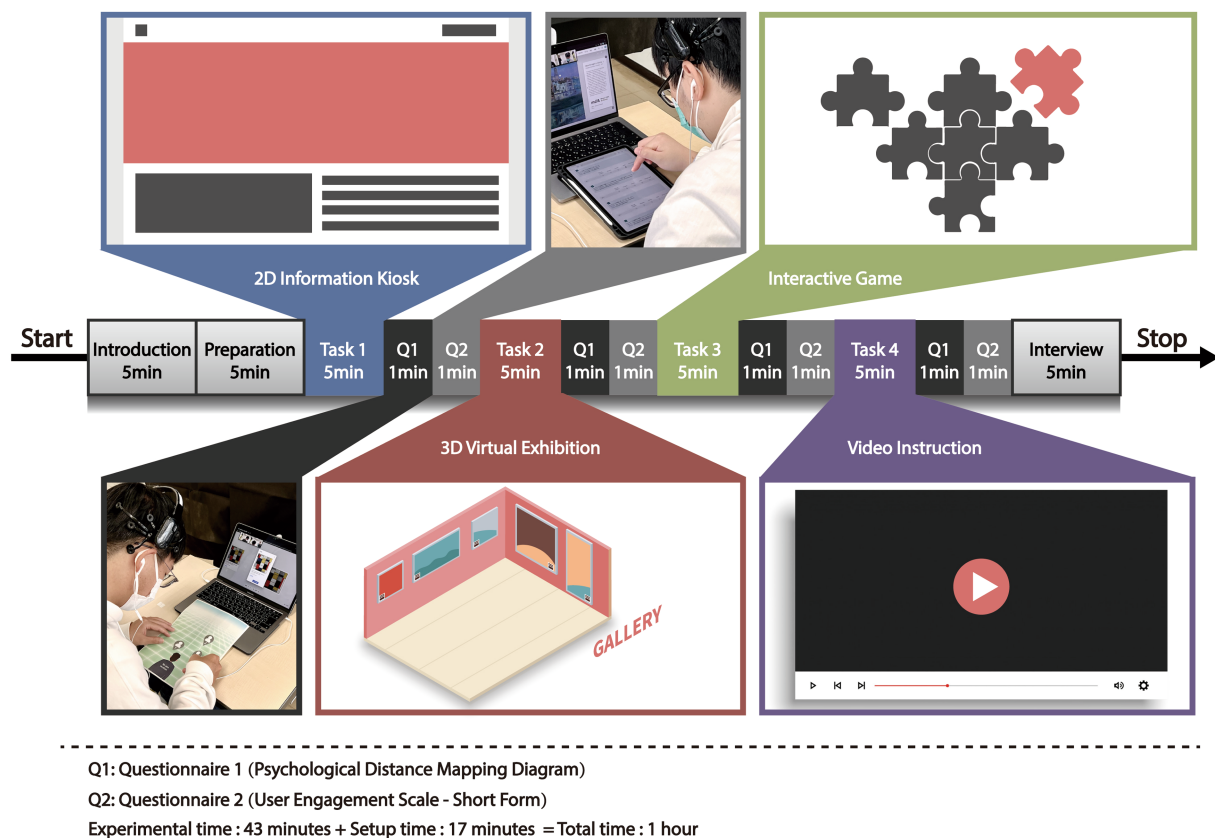 2D Information Kiosk
Interactive Game
Start
Introduction
5min
Preparation
5min
Task 1
5min
Q1
1min
Q2
1min
Task 2
5min
Q1
1min
Q2
1min
Task 3
5min
Q1
1min
Q2
1min
Task 4
5min
Q1
1min
Q2
1min
Interview
5min
Stop
3D Virtual Exhibition
Video Instruction
GALLERY
Q1: Questionnaire 1 (Psychological Distance Mapping Diagram)
Q2: Questionnaire 2 (User Engagement Scale - Short Form)
Experimental time : 43 minutes + Setup time : 17 minutes = Total time : 1 hour